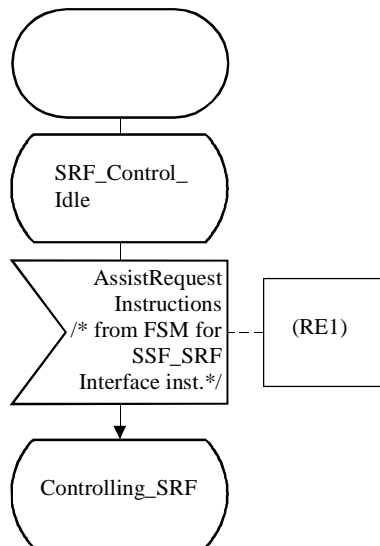 SRF_Control_
Idle
AssistRequest
Instructions
/* from FSM for
SSF_SRF
Interface inst.*/
(RE1)
Controlling_SRF